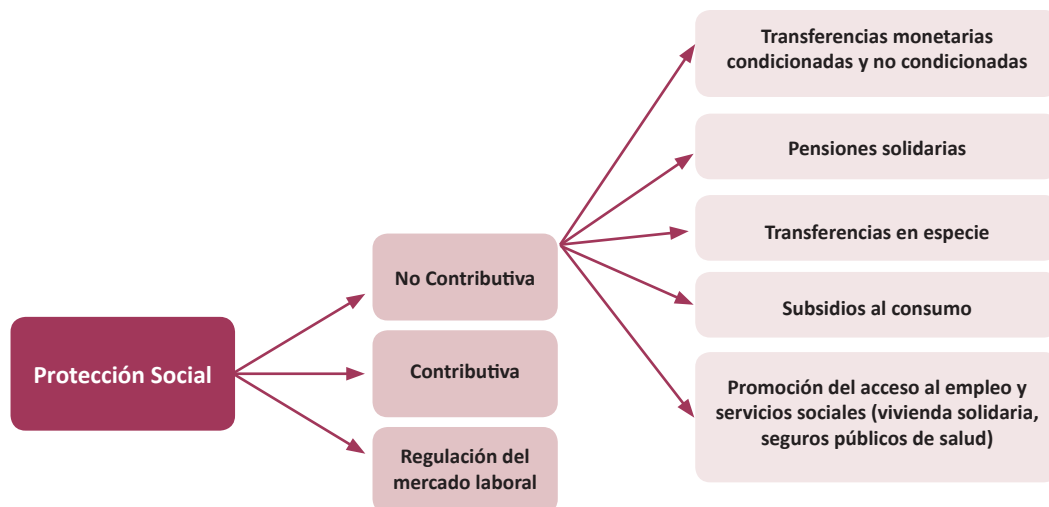 Protección Social
No Contributiva
Contributiva
Regulación del
mercado laboral
Transferencias monetarias
condicionadas y no condicionadas
Pensiones solidarias
Transferencias en especie
Subsidios al consumo
Promoción del acceso al empleo y
servicios sociales (vivienda solidaria,
seguros públicos de salud)